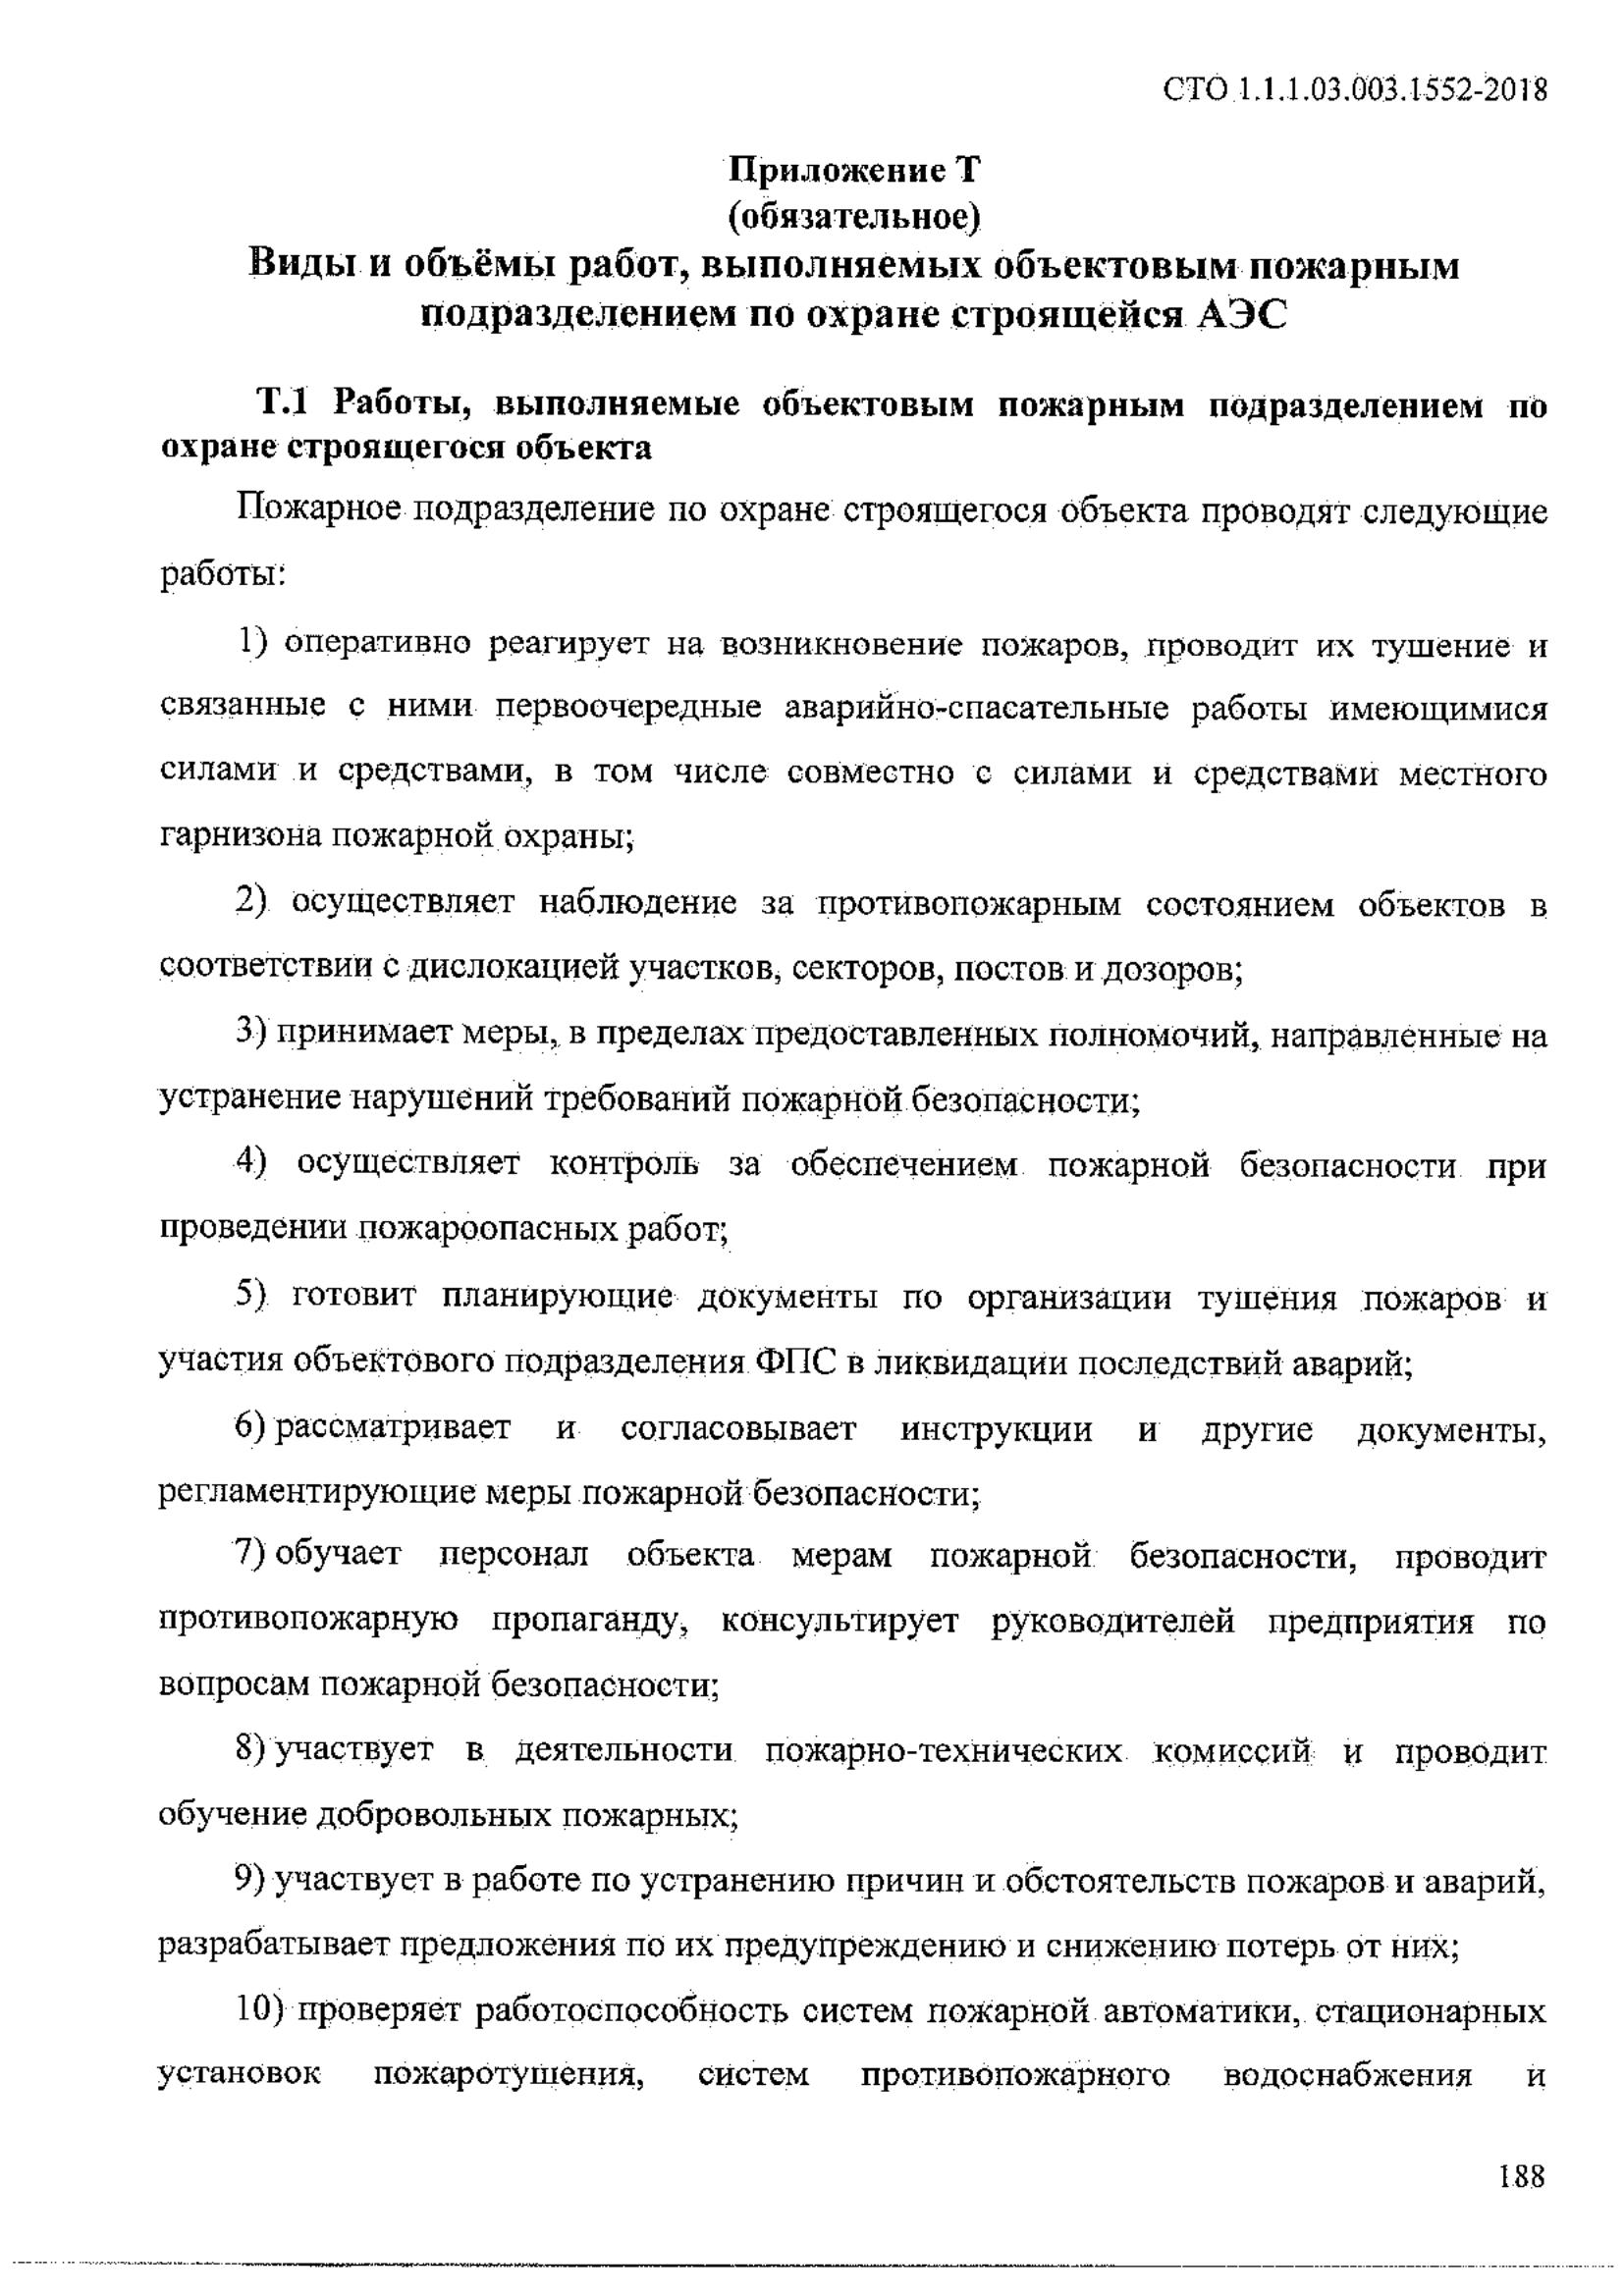 СТО 1.1.1.03.003.1552-2018
Приложение Т
(обязательное)
Виды и объёмы работ, выполняемых объектовым пожарным
подразделением по охране строящейся АЭС
Т.1 Работы, выполняемые объектовым пожарным подразделением по
охране строящегося объекта
Пожарное подразделение по охране строящегося объекта проводят следующие
работы:
1) оперативно реагирует на возникновение пожаров, проводит их тушение и
связанные с ними первоочередные аварийно-спасательные работы имеющимися
силами и средствами, в том числе совместно с силами и средствами местного
гарнизона пожарной охраны;
2) осуществляет наблюдение за противопожарным состоянием объектов в
соответствии с дислокацией участков, секторов, постов и дозоров;
3) принимает меры, в пределах предоставленных полномочий, направленные на
устранение нарушений требований пожарной безопасности;
4) осуществляет контроль за обеспечением пожарной безопасности при
проведении пожароопасных работ;
5) готовит планирующие документы по организации тушения пожаров и
участия объектового подразделения ФПС в ликвидации последствий аварий;
6) рассматривает и согласовывает инструкции и другие документы,
регламентирующие меры пожарной безопасности;
7) обучает персонал объекта мерам пожарной безопасности, проводит
противопожарную пропаганду, консультирует руководителей предприятия по
вопросам пожарной безопасности;
8) участвует в деятельности пожарно-технических комиссий и проводит
обучение добровольных пожарных;
9) участвует в работе по устранению причин и обстоятельств пожаров и аварий,
разрабатывает предложения по их предупреждению и снижению потерь от них;
10) проверяет работоспособность систем пожарной автоматики, стационарных
установок пожаротушения, систем противопожарного водоснабжения и
188